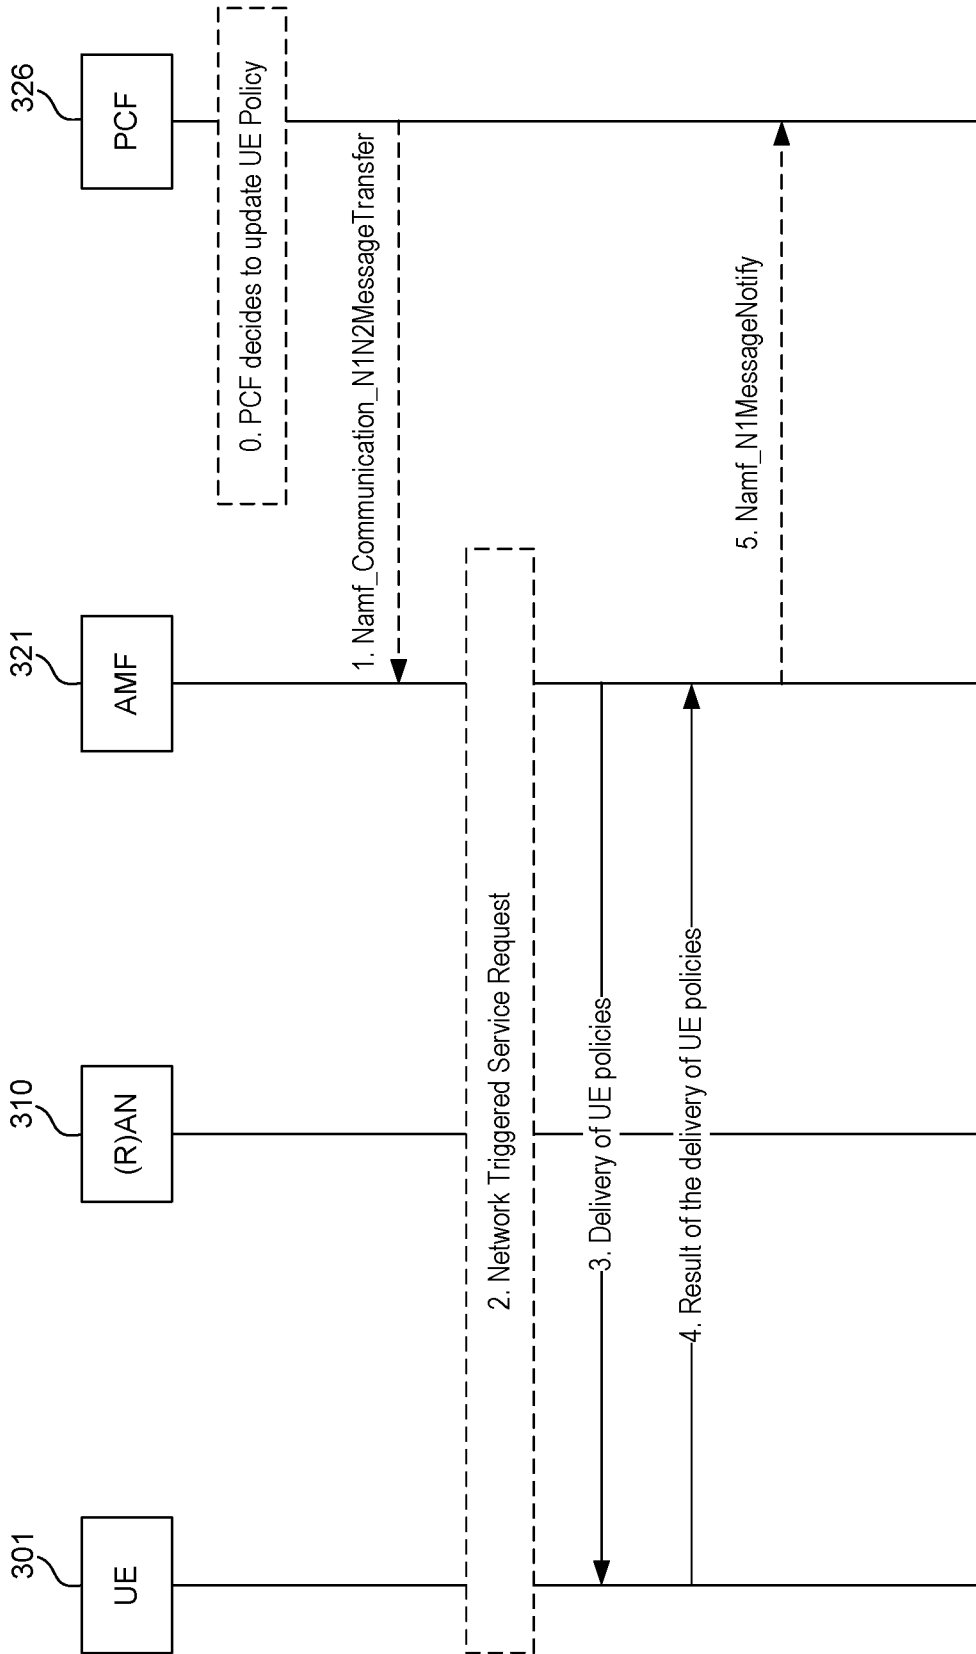 301
310
321
326
UE
(R)AN
AMF
PCF
0. PCF decides to update UE Policy
1. Namf_Communication_N1N2MessageTransfer
2. Network Triggered Service Request
3. Delivery of UE policies
4. Result of the delivery of UE policies
5. Namf_N1MessageNotify